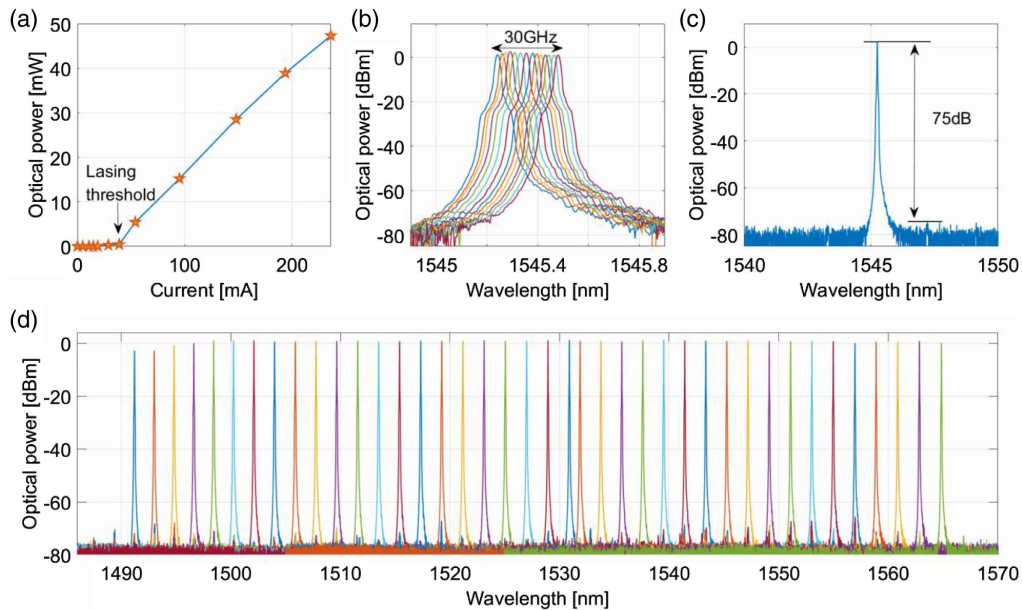 (a)
50
40
30
20
10
0
Optical power [mW]
Lasing
threshold
0 100 200
Current [mA]
(b)
30GHz
0
-20
-40
-60
-80
Optical power [dBm]
1545 1545.4 1545.8
Wavelength [nm]
(c)
75dB
0
-20
-40
-60
-80
Optical power [dBm]
1540 1545 1550
Wavelength [nm]
(d)
0
-20
-40
-60
-80
Optical power [dBm]
1490 1500 1510 1520 1530 1540 1550 1560 1570
Wavelength [nm]